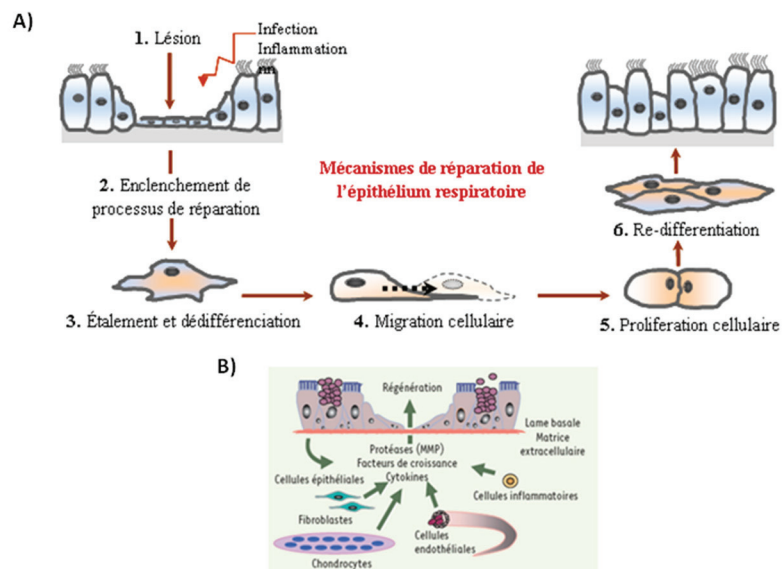 A)
1. Lésion
Infection
Inflammation
2. Enclenchement de
processus de réparation
Mécanismes de réparation de
l'épithélium respiratoire
3. Étalement et dédifférenciation
4. Migration cellulaire
5. Proliferation cellulaire
6. Re-differentiation
B)
Régénération
Lame basale
Matrice
extracellulaire
Protéases (MMP)
Facteurs de croissance
Cytokines
Cellules épithéliales
Cellules inflammatoires
Fibroblastes
Cellules
endothéliales
Chondrocytes